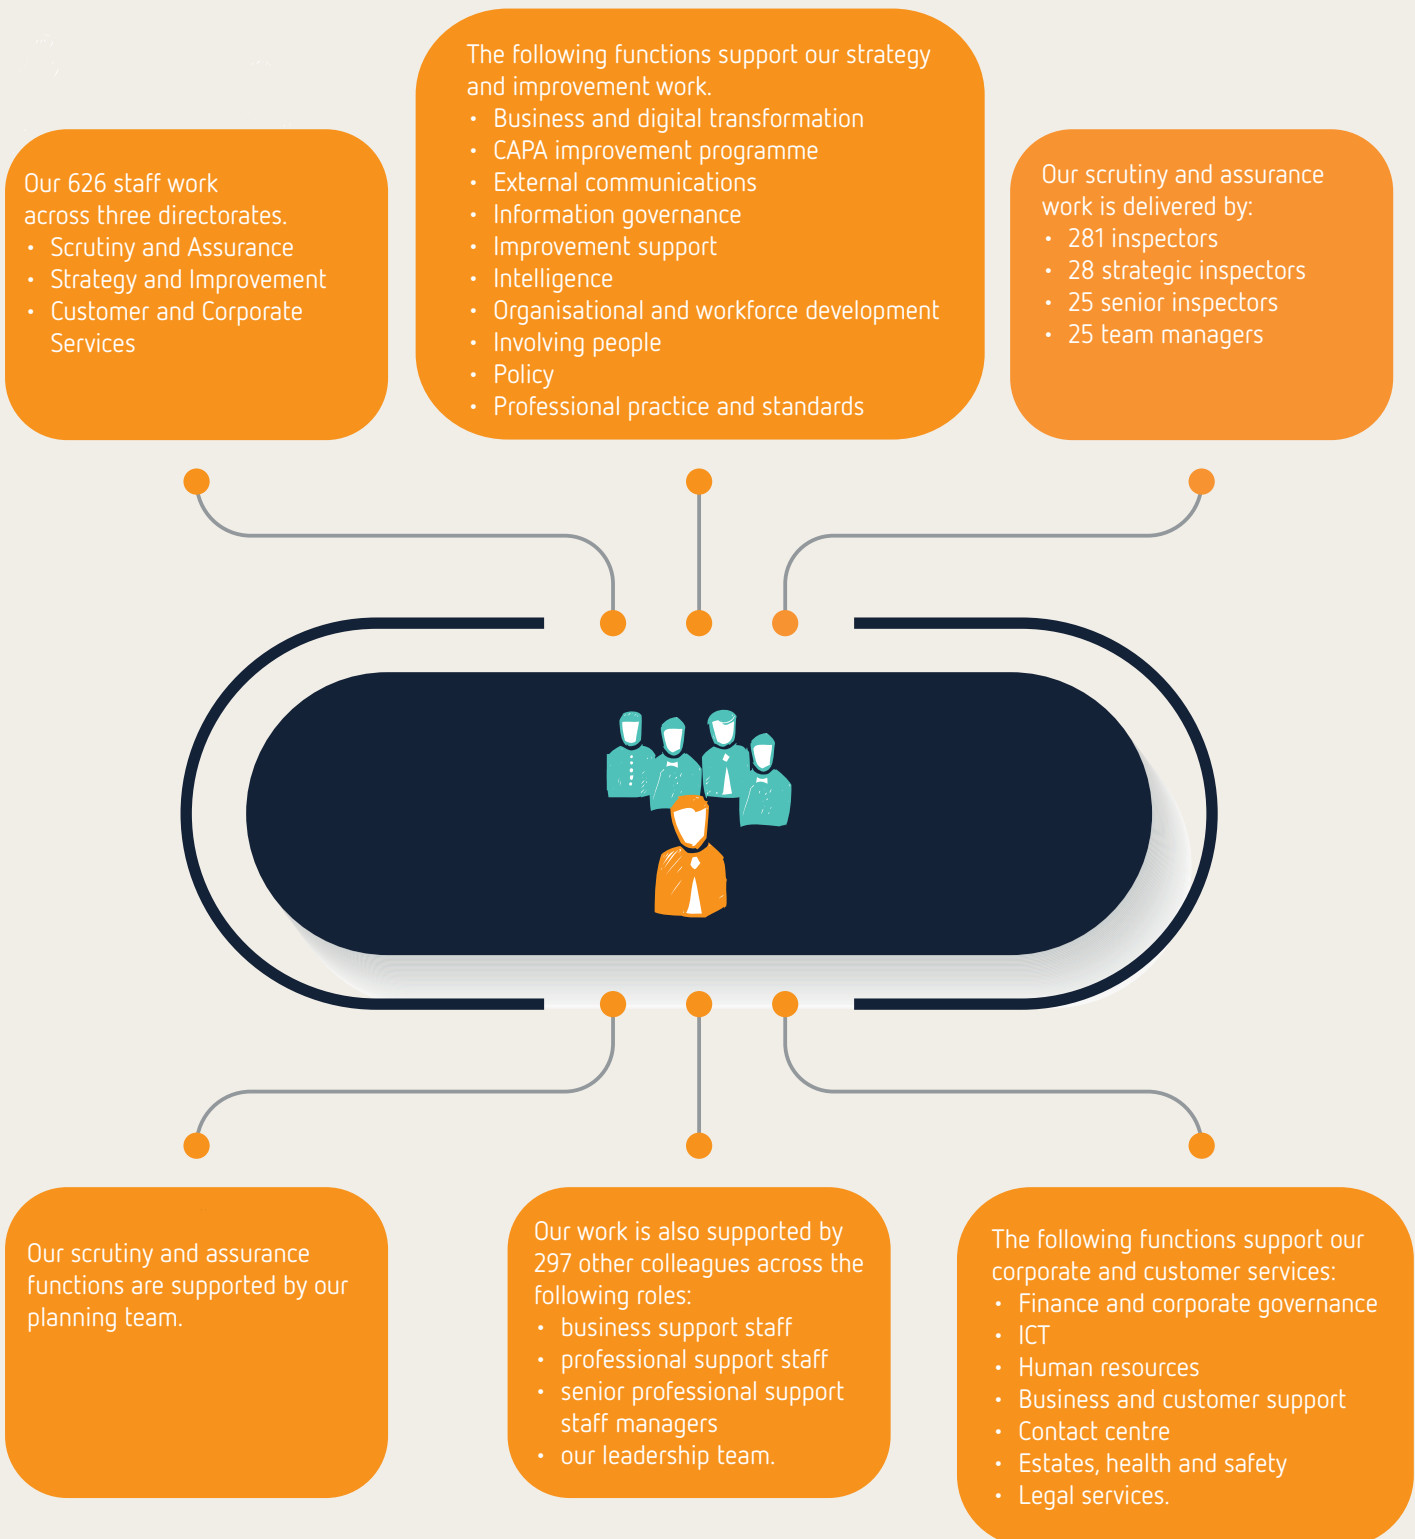 Our 626 staff work
across three directorates.
• Scrutiny and Assurance
• Strategy and Improvement
• Customer and Corporate
Services
The following functions support our strategy
and improvement work.
• Business and digital transformation
• CAPA improvement programme
• External communications
• Information governance
• Improvement support
• Intelligence
• Organisational and workforce development
• Involving people
• Policy
• Professional practice and standards
Our scrutiny and assurance
work is delivered by:
• 281 inspectors
• 28 strategic inspectors
• 25 senior inspectors
• 25 team managers
Our scrutiny and assurance
functions are supported by our
planning team.
Our work is also supported by
297 other colleagues across the
following roles:
• business support staff
• professional support staff
• senior professional support
staff managers
• our leadership team.
The following functions support our
corporate and customer services:
• Finance and corporate governance
• ICT
• Human resources
• Business and customer support
• Contact centre
• Estates, health and safety
• Legal services.